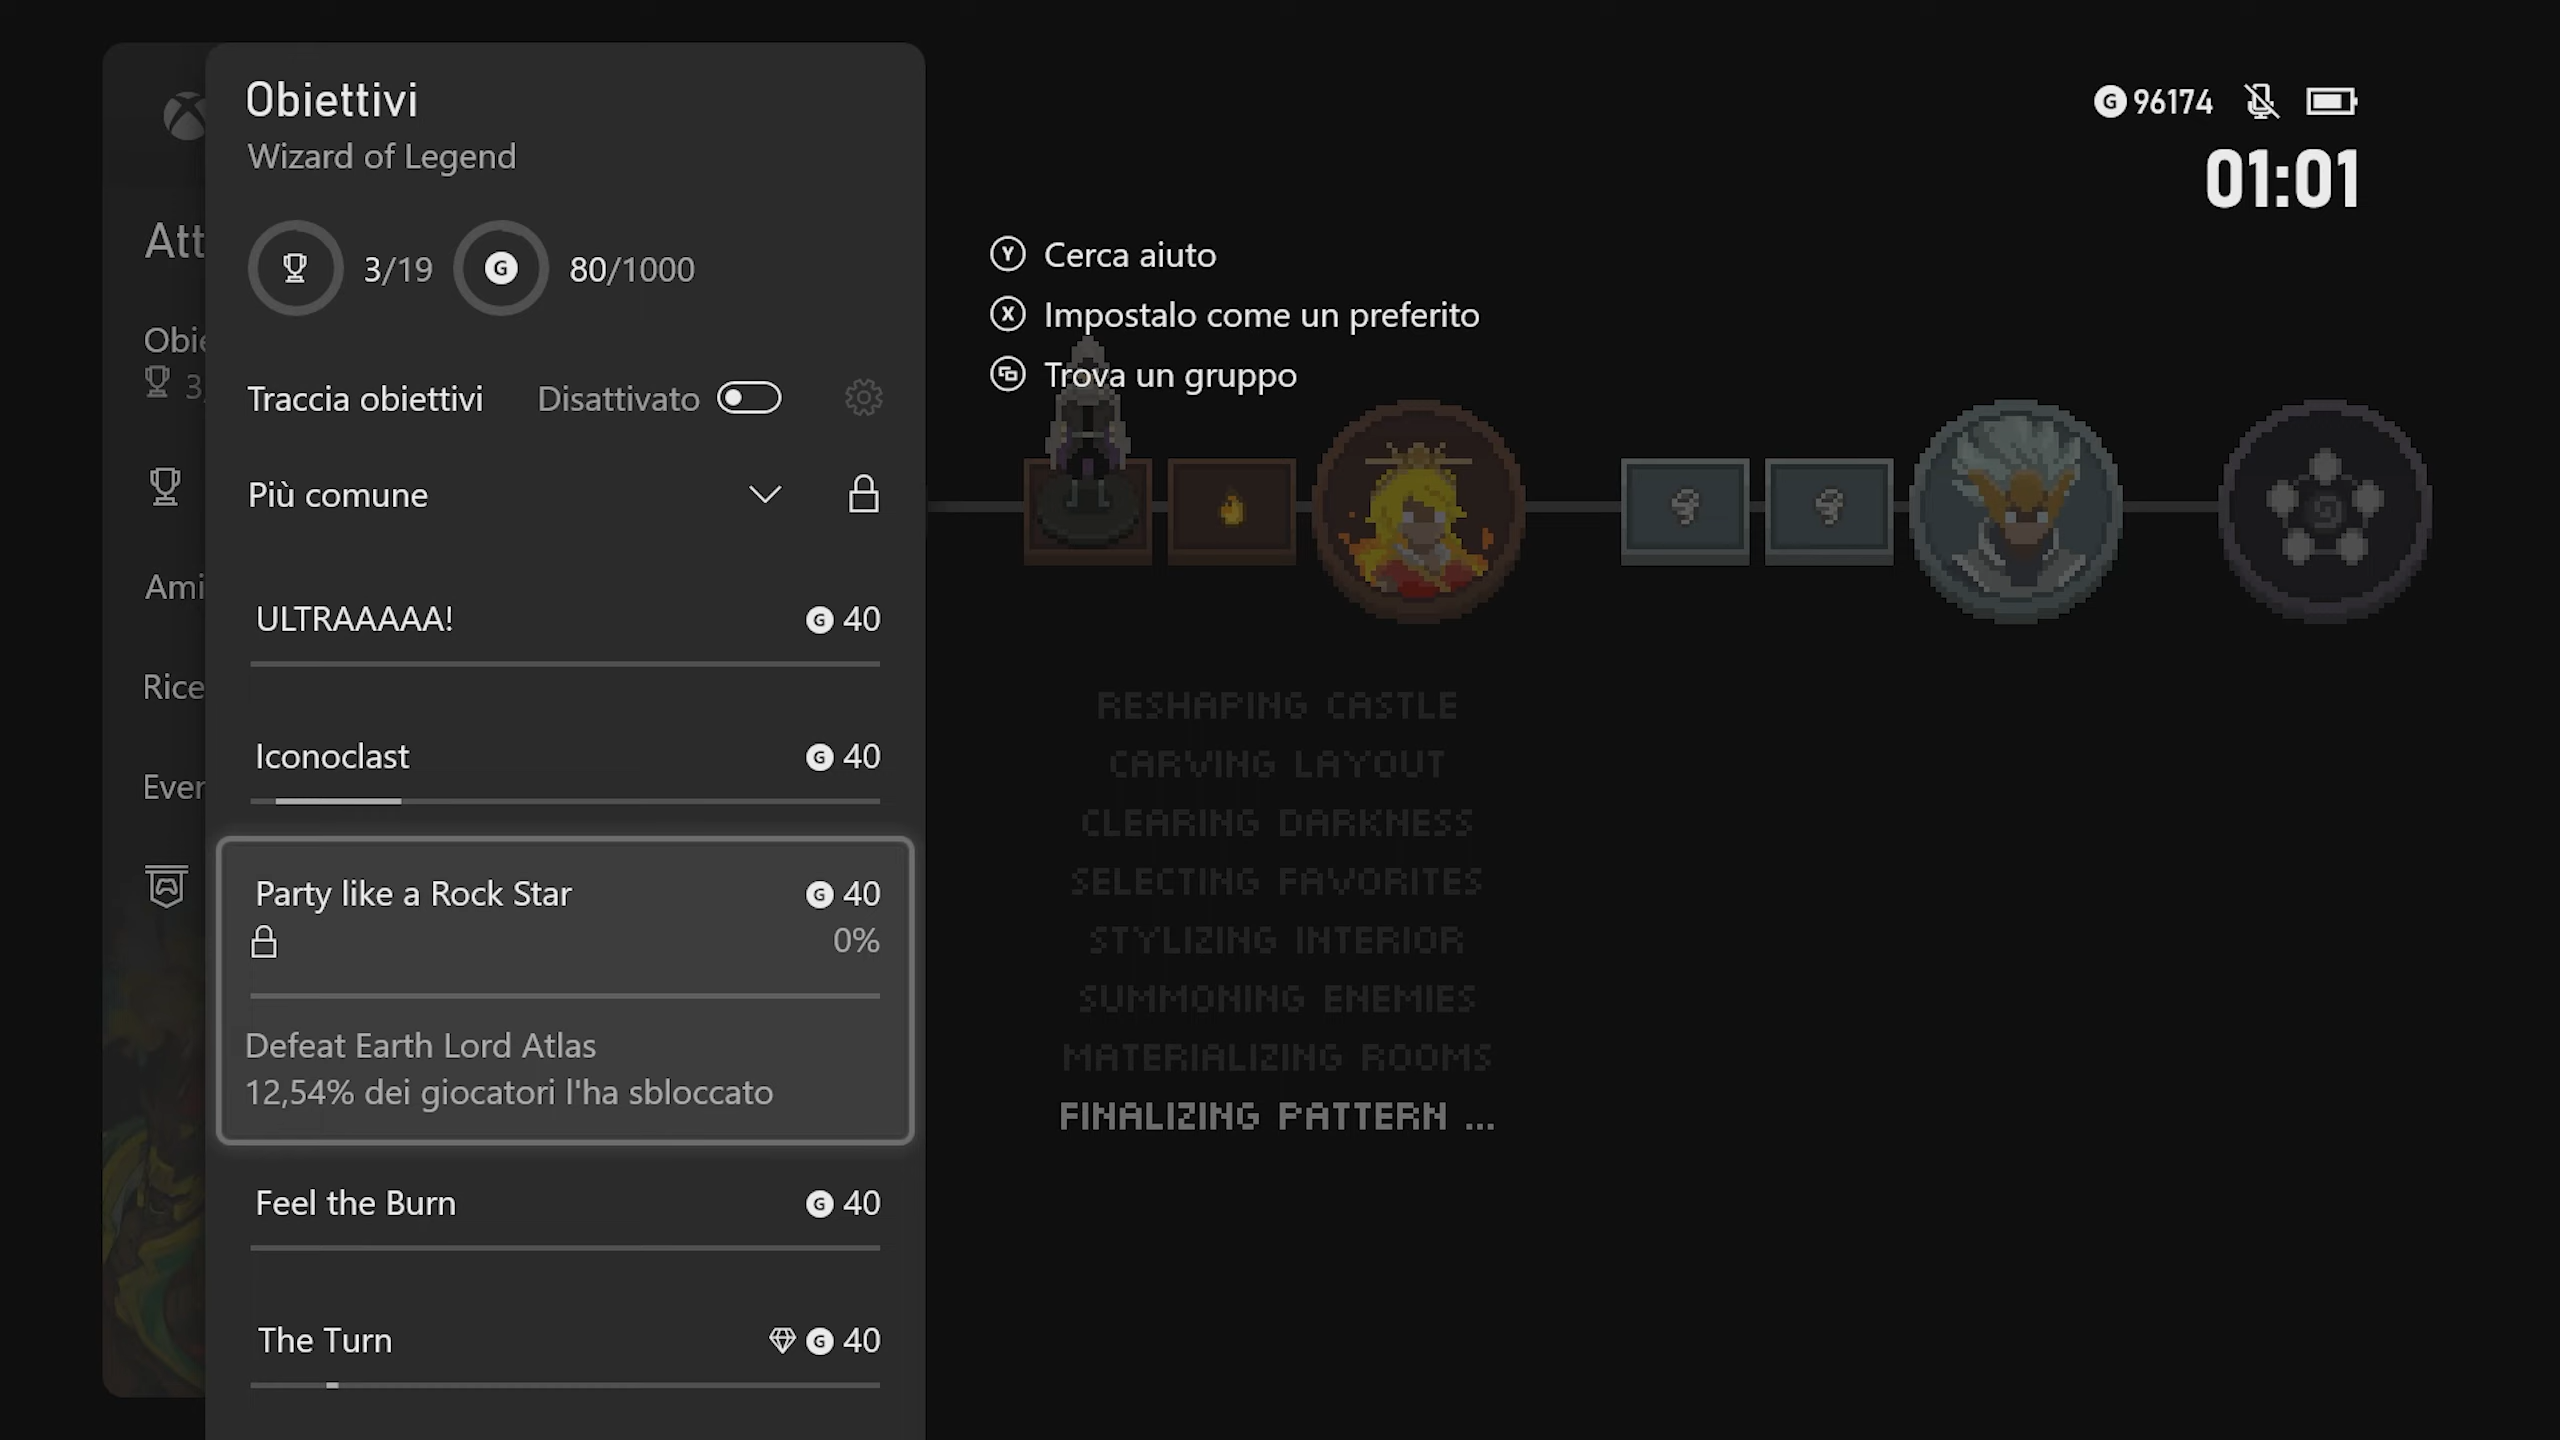 Obiettivi
Wizard of Legend
3/19
G 80/1000
Traccia obiettivi Disattivato
Più comune
ULTRAAAAA! G 40
Iconoclast G 40
Party like a Rock Star G 40
0%
Defeat Earth Lord Atlas
12,54% dei giocatori l'ha sbloccato
Feel the Burn G 40
The Turn G 40
Att
Obie
3/
Ami
Rice
Ever
G 96174
01:01
Y Cerca aiuto
X Impostalo come un preferito
Trova un gruppo
RESHAPING CASTLE
CARVING LAYOUT
CLEARING DARKNESS
SELECTING FAVORITES
STYLIZING INTERIOR
SUMMONING ENEMIES
MATERIALIZING ROOMS
FINALIZING PATTERN ...